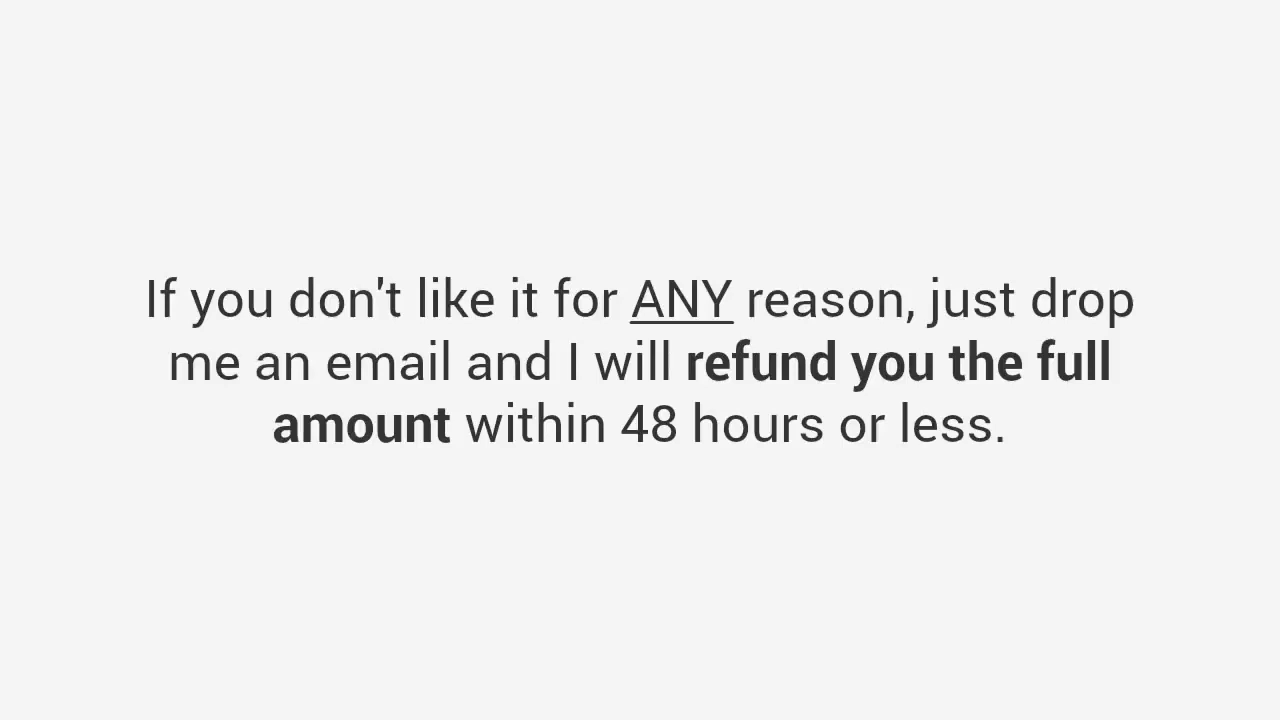 If you don't like it for ANY reason, just drop
me an email and I will refund you the full
amount within 48 hours or less.